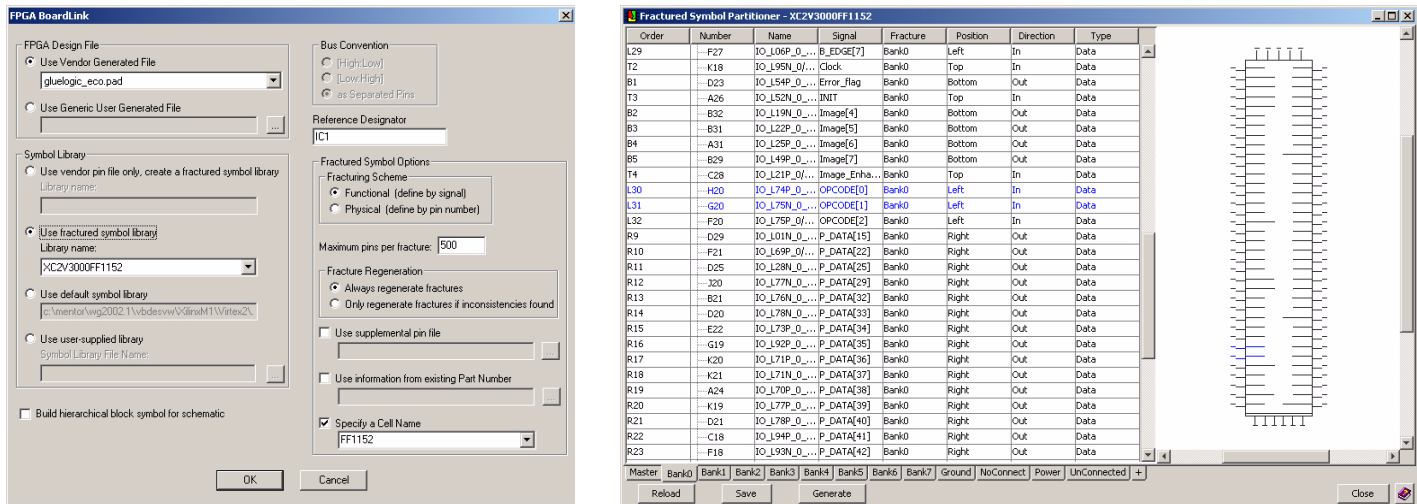 FPGA BoardLink
FPGA Design File
Use Vendor Generated File
gluelogic_eco.pad
Use Generic User Generated File
...
Symbol Library
Use vendor pin file only, create a fractured symbol library
Library name:
Use fractured symbol library
Library name:
XC2V3000FF1152
Use default symbol library
c:\mentor\wg2002.1\vbdesvw\XilinxM1\Virtex2\
Use user-supplied library
Symbol Library File Name:
...
Build hierarchical block symbol for schematic
Bus Convention
[High:Low]
[Low:High]
as Separated Pins
Reference Designator
IC1
Fractured Symbol Options
Fracturing Scheme
Functional (define by signal)
Physical (define by pin number)
Maximum pins per fracture: 500
Fracture Regeneration
Always regenerate fractures
Only regenerate fractures if inconsistencies found
Use supplemental pin file
...
Use information from existing Part Number
...
Specify a Cell Name
FF1152
OK Cancel
Fractured Symbol Partitioner - XC2V3000FF1152
Order Number Name Signal Fracture Position Direction Type
L29 F27 IO_L06P_0_... B_EDGE[7] Bank0 Left In Data
T2 K18 IO_L95N_0/... Clock Bank0 Top In Data
B1 D23 IO_L54P_0_... Error_flag Bank0 Bottom Out Data
T3 A26 IO_L52N_0_... INIT Bank0 Top In Data
B2 B32 IO_L19N_0_... Image[4] Bank0 Bottom Out Data
B3 B31 IO_L22P_0_... Image[5] Bank0 Bottom Out Data
B4 A31 IO_L25P_0_... Image[6] Bank0 Bottom Out Data
B5 B29 IO_L49P_0_... Image[7] Bank0 Bottom Out Data
T4 C28 IO_L21P_0/... Image_Enha... Bank0 Top In Data
L30 H20 IO_L74P_0_... OPCODE[0] Bank0 Left In Data
L31 G20 IO_L75N_0_... OPCODE[1] Bank0 Left In Data
L32 F20 IO_L75P_0/... OPCODE[2] Bank0 Left In Data
R9 D29 IO_L01N_0_... P_DATA[15] Bank0 Right Out Data
R10 F21 IO_L69P_0/... P_DATA[22] Bank0 Right Out Data
R11 D25 IO_L28N_0_... P_DATA[25] Bank0 Right Out Data
R12 J20 IO_L77N_0_... P_DATA[29] Bank0 Right Out Data
R13 B21 IO_L76N_0_... P_DATA[32] Bank0 Right Out Data
R14 D20 IO_L78N_0_... P_DATA[33] Bank0 Right Out Data
R15 E22 IO_L73P_0_... P_DATA[34] Bank0 Right Out Data
R16 G19 IO_L92P_0_... P_DATA[35] Bank0 Right Out Data
R17 K20 IO_L71P_0_... P_DATA[36] Bank0 Right Out Data
R18 K21 IO_L71N_0_... P_DATA[37] Bank0 Right Out Data
R19 A24 IO_L70P_0_... P_DATA[38] Bank0 Right Out Data
R20 K19 IO_L77P_0_... P_DATA[39] Bank0 Right Out Data
R21 D21 IO_L78P_0_... P_DATA[40] Bank0 Right Out Data
R22 C18 IO_L94P_0_... P_DATA[41] Bank0 Right Out Data
R23 F18 IO_L93N_0_... P_DATA[42] Bank0 Right Out Data
Master Bank0 Bank1 Bank2 Bank3 Bank4 Bank5 Bank6 Bank7 Ground NoConnect Power UnConnected +
Reload Save Generate Close